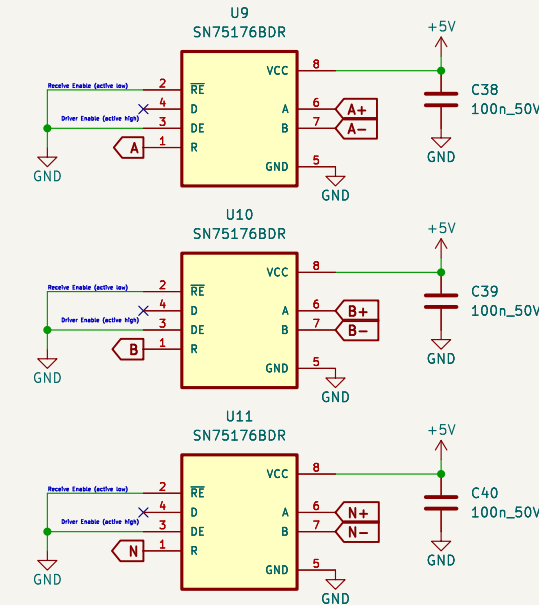 U9
SN75176BDR
+5V
VCC 8
Receive Enable (active low) 2 RE
4 D
A 6 A+
C38
100n_50V
Driver Enable (active high) 3 DE
B 7 A-
A 1 R
GND
GND
GND 5
GND
U10
SN75176BDR
+5V
VCC 8
Receive Enable (active low) 2 RE
4 D
A 6 B+
C39
100n_50V
Driver Enable (active high) 3 DE
B 7 B-
B 1 R
GND
GND
GND 5
GND
U11
SN75176BDR
+5V
VCC 8
Receive Enable (active low) 2 RE
4 D
A 6 N+
C40
100n_50V
Driver Enable (active high) 3 DE
B 7 N-
N 1 R
GND
GND
GND 5
GND